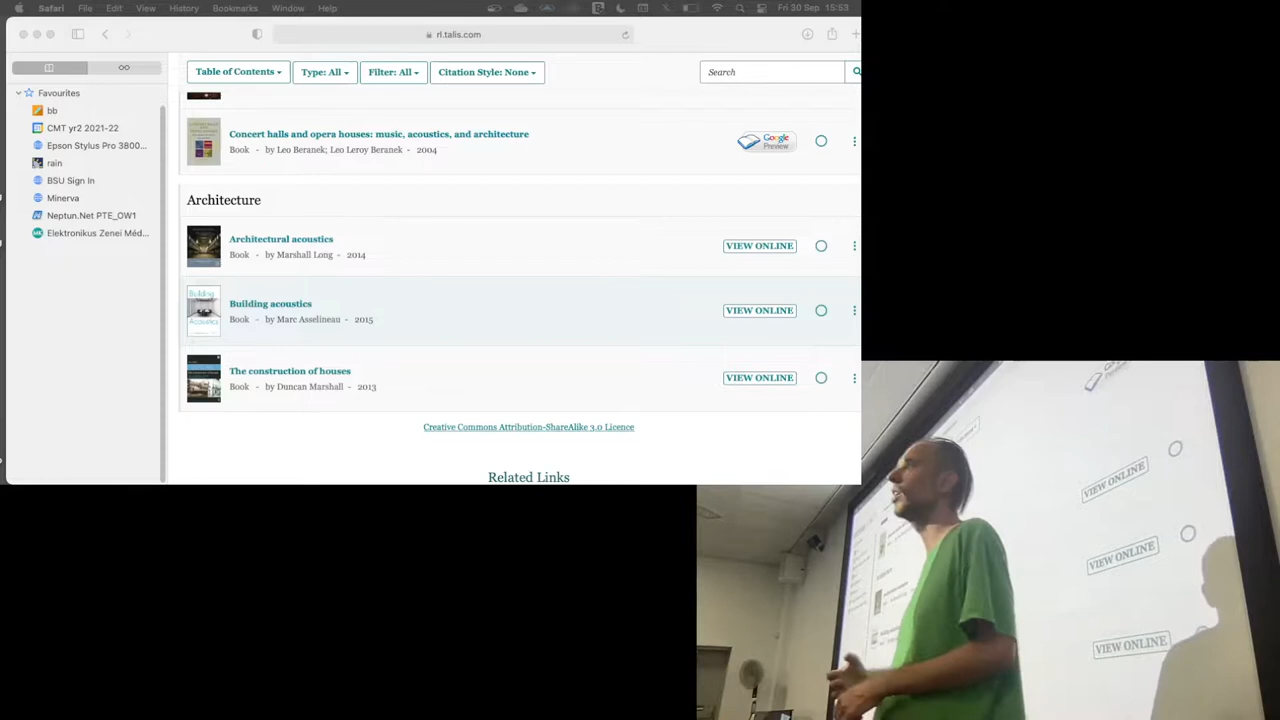 Safari File Edit View History Bookmarks Window Help Fri 30 Sep 15:53
rl.talis.com
Table of Contents Type: All Filter: All Citation Style: None Search
Favourites
bb
CMT yr2 2021-22
Epson Stylus Pro 3800...
rain
BSU Sign In
Minerva
Neptun.Net PTE_OW1
Elektronikus Zenei Méd...
Concert halls and opera houses: music, acoustics, and architecture
Book - by Leo Beranek; Leo Leroy Beranek - 2004
Google Preview
Architecture
Architectural acoustics
Book - by Marshall Long - 2014
VIEW ONLINE
Building Acoustics
Building acoustics
Book - by Marc Asselineau - 2015
VIEW ONLINE
The construction of houses
Book - by Duncan Marshall - 2013
VIEW ONLINE
Creative Commons Attribution-ShareAlike 3.0 Licence
Related Links
VIEW ONLINE
VIEW ONLINE
VIEW ONLINE